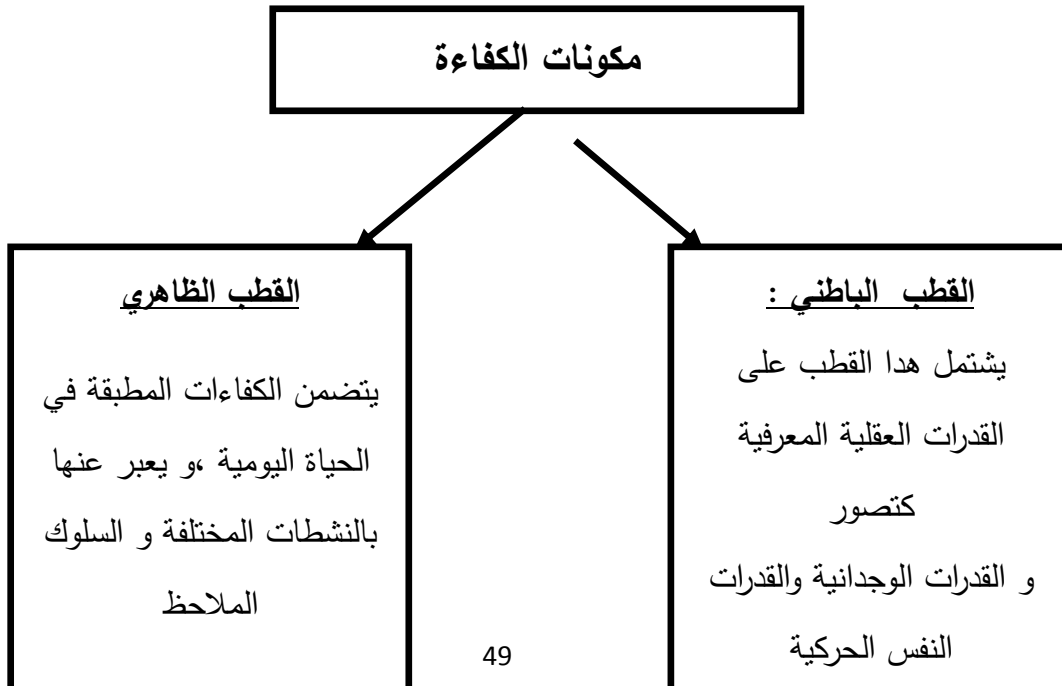 مكونات الكفاءة
القطب الباطني :
يشتمل هدا القطب على
القدرات العقلية المعرفية
كتصور
و القدرات الوجدانية والقدرات
النفس الحركية
القطب الظاهري
يتضمن الكفاءات المطبقة في
الحياة اليومية ،و يعبر عنها
بالنشطات المختلفة و السلوك
الملاحظ
49